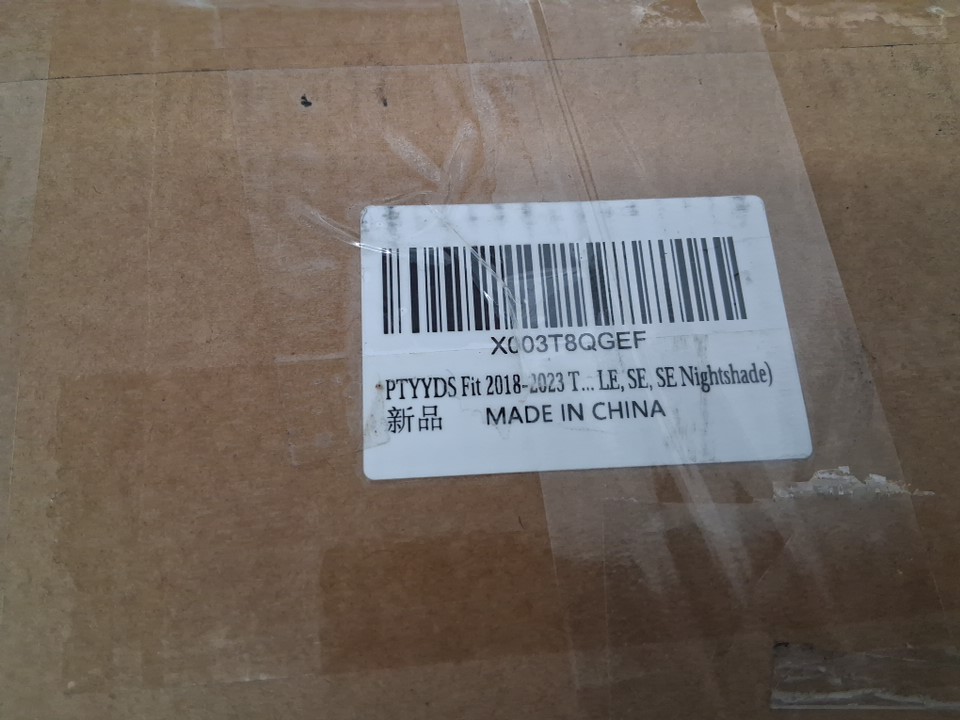 X003T8QGEF
PTYYDS Fit 2018-2023 T... LE, SE, SE Nightshade)
新品 MADE IN CHINA